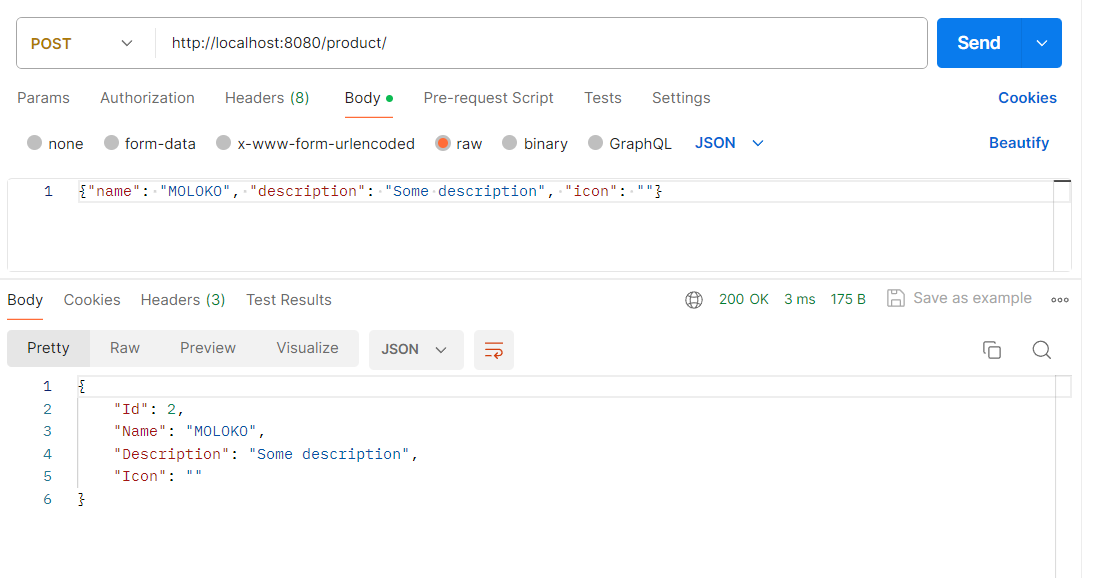 POST http://localhost:8080/product/ Send
Params Authorization Headers (8) Body Pre-request Script Tests Settings Cookies
none form-data x-www-form-urlencoded raw binary GraphQL JSON Beautify
1 {"name": "MOLOKO", "description": "Some description", "icon": ""}
Body Cookies Headers (3) Test Results 200 OK 3 ms 175 B Save as example
Pretty Raw Preview Visualize JSON
1 {
2 "Id": 2,
3 "Name": "MOLOKO",
4 "Description": "Some description",
5 "Icon": ""
6 }